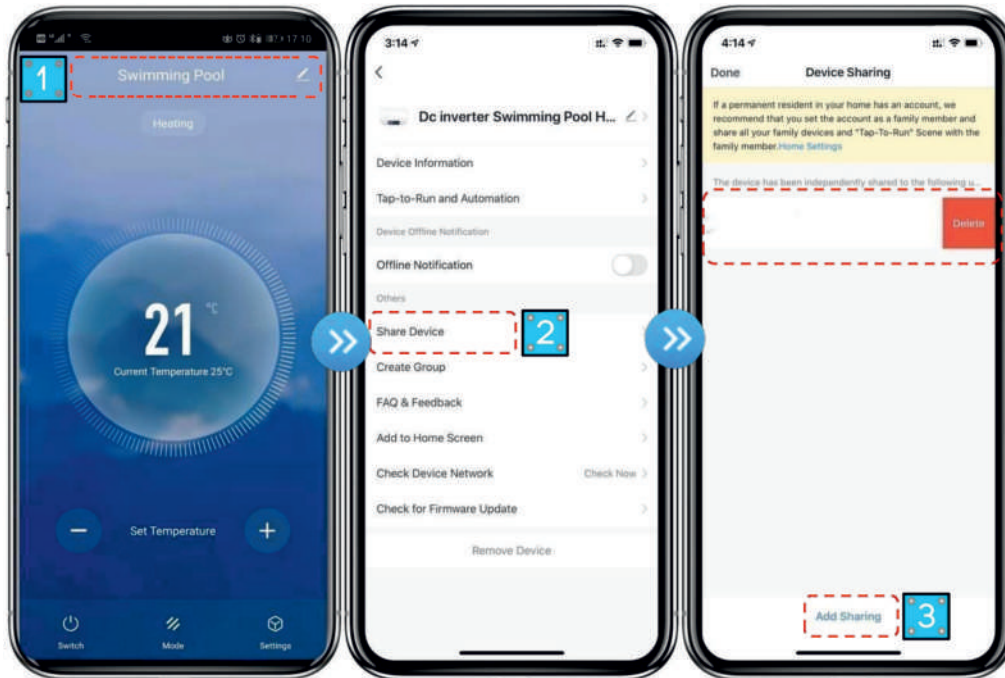 17:10
1
Swimming Pool
Heating
21 °C
Current Temperature 25°C
Set Temperature
Switch
Mode
Settings
3:14
Dc inverter Swimming Pool H...
Device Information
Tap-to-Run and Automation
Device Offline Notification
Offline Notification
Others
Share Device
2
Create Group
FAQ & Feedback
Add to Home Screen
Check Device Network
Check Now
Check for Firmware Update
Remove Device
4:14
Done
Device Sharing
If a permanent resident in your home has an account, we
recommend that you set the account as a family member and
share all your family devices and "Tap-To-Run" Scene with the
family member.Home Settings
The device has been independently shared to the following u...
Delete
Add Sharing
3